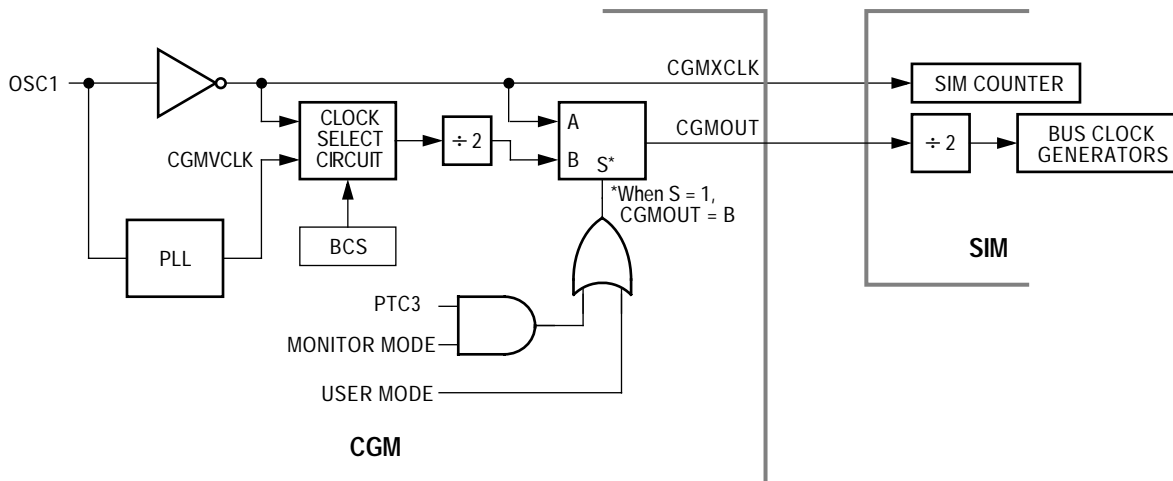 OSC1
CGMXCLK
SIM COUNTER
CLOCK
SELECT
CIRCUIT
÷ 2
A
B
S*
CGMOUT
÷ 2
BUS CLOCK
GENERATORS
CGMVCLK
*When S = 1,
CGMOUT = B
BCS
PLL
SIM
PTC3
MONITOR MODE
USER MODE
CGM